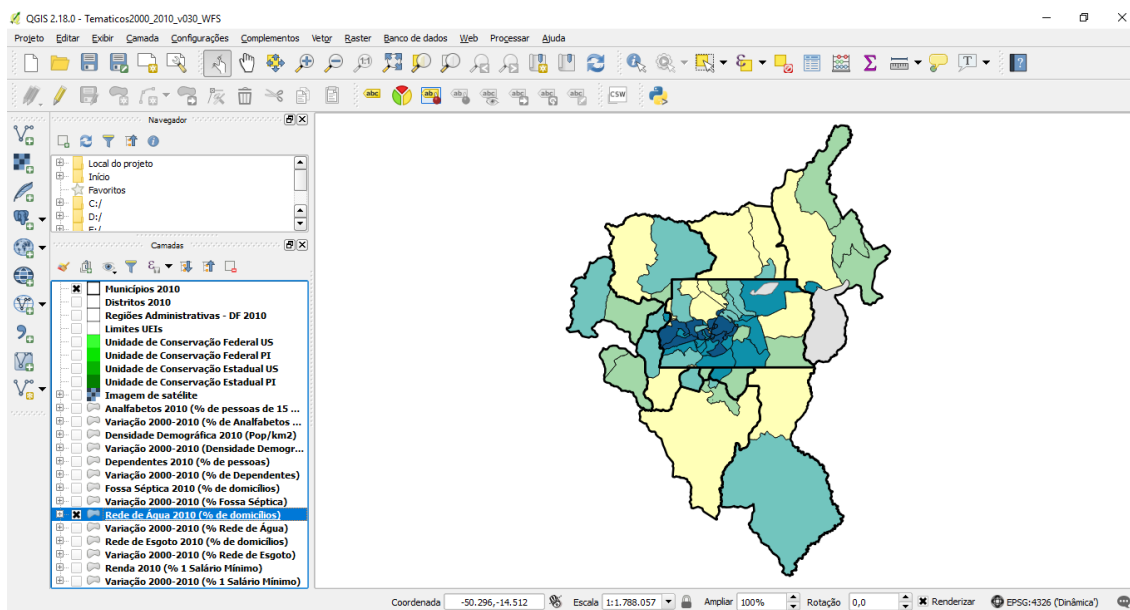 QGIS 2.18.0 - Tematicos2000_2010_v030_WFS
Projeto Editar Exibir Camada Configurações Complementos Vetor Raster Banco de dados Web Processar Ajuda
abc abc abc abc abc abc abc CSW
Navegador
Local do projeto
Início
Favoritos
C:/
D:/
E:/
Camadas
Municípios 2010
Distritos 2010
Regiões Administrativas - DF 2010
Limites UEIs
Unidade de Conservação Federal US
Unidade de Conservação Federal PI
Unidade de Conservação Estadual US
Unidade de Conservação Estadual PI
Imagem de satélite
Analfabetos 2010 (% de pessoas de 15 ...
Variação 2000-2010 (% de Analfabetos ...
Densidade Demográfica 2010 (Pop/km2)
Variação 2000-2010 (Densidade Demogr...
Dependentes 2010 (% de pessoas)
Variação 2000-2010 (% de Dependentes)
Fossa Séptica 2010 (% de domicílios)
Variação 2000-2010 (% Fossa Séptica)
Rede de Água 2010 (% de domicílios)
Variação 2000-2010 (% Rede de Água)
Rede de Esgoto 2010 (% de domicílios)
Variação 2000-2010 (% Rede de Esgoto)
Renda 2010 (% 1 Salário Mínimo)
Variação 2000-2010 (% 1 Salário Mínimo)
Coordenada -50.296,-14.512 Escala 1:1.788.057 Ampliar 100% Rotação 0,0 Renderizar EPSG:4326 (Dinâmica')